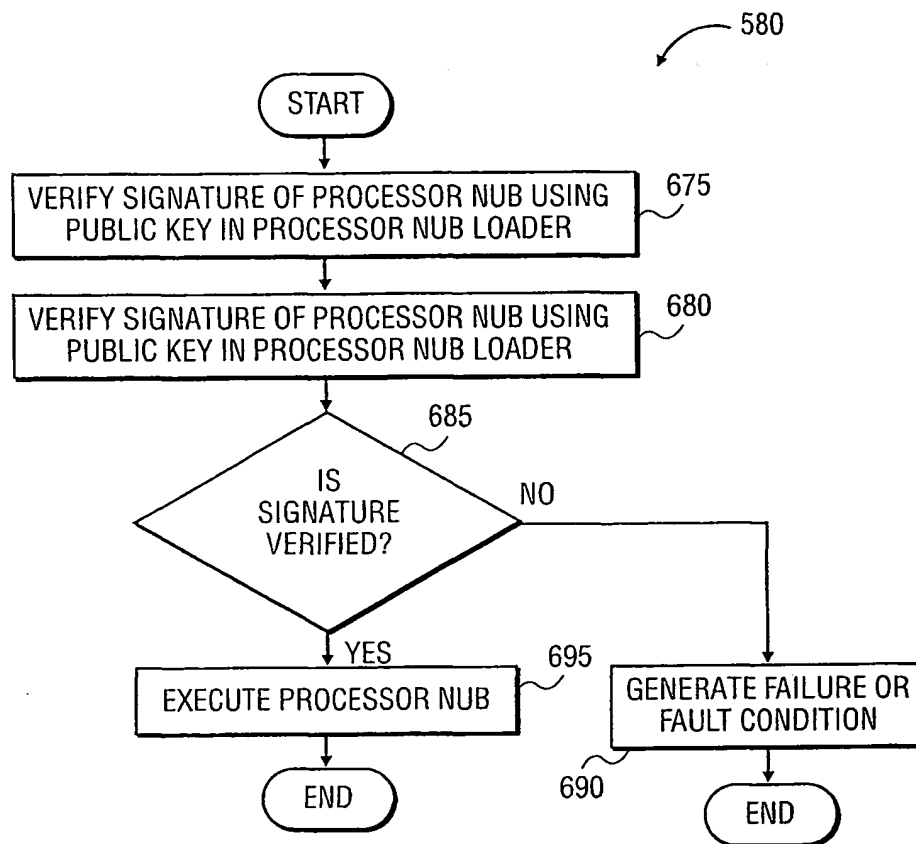 580
START
VERIFY SIGNATURE OF PROCESSOR NUB USING
PUBLIC KEY IN PROCESSOR NUB LOADER
675
VERIFY SIGNATURE OF PROCESSOR NUB USING
PUBLIC KEY IN PROCESSOR NUB LOADER
680
685
IS
SIGNATURE
VERIFIED?
NO
YES
EXECUTE PROCESSOR NUB
695
GENERATE FAILURE OR
FAULT CONDITION
690
END
END